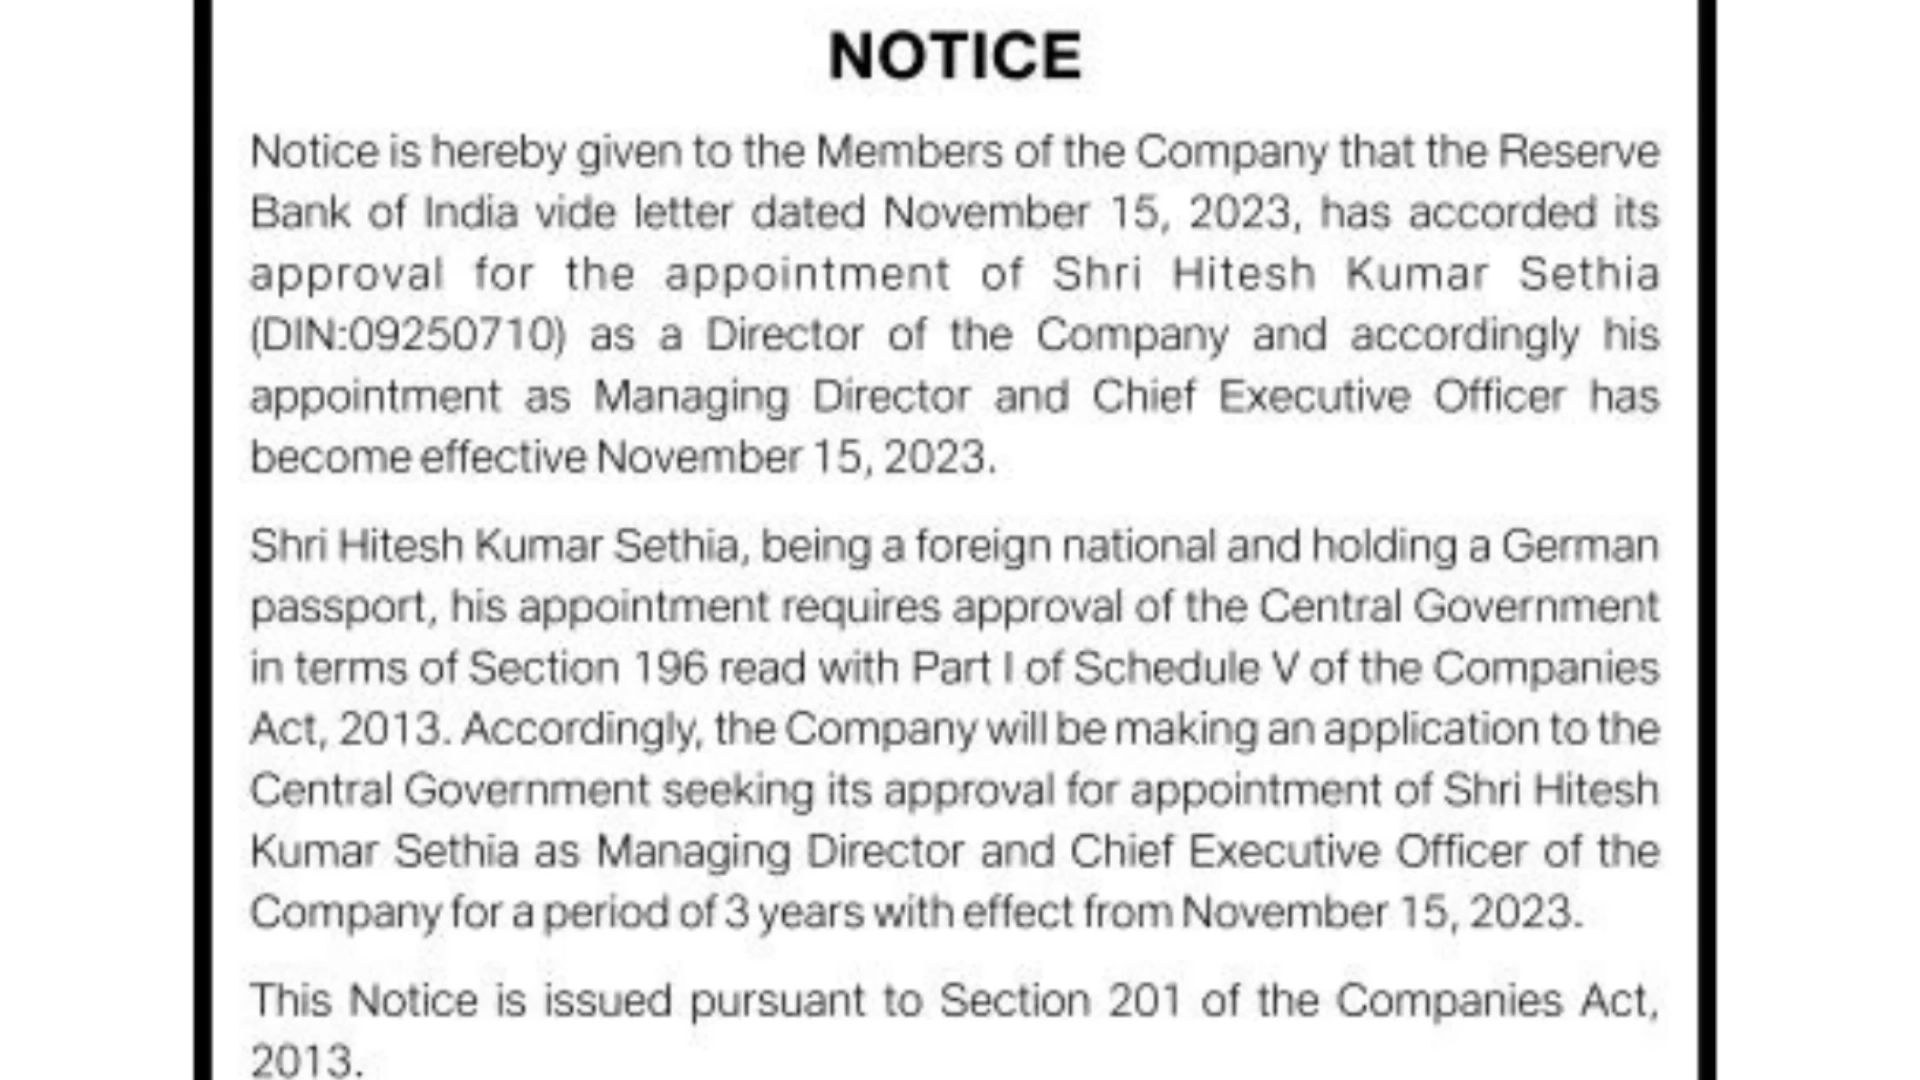 NOTICE
Notice is hereby given to the Members of the Company that the Reserve
Bank of India vide letter dated November 15, 2023, has accorded its
approval for the appointment of Shri Hitesh Kumar Sethia
(DIN:09250710) as a Director of the Company and accordingly his
appointment as Managing Director and Chief Executive Officer has
become effective November 15, 2023.
Shri Hitesh Kumar Sethia, being a foreign national and holding a German
passport, his appointment requires approval of the Central Government
in terms of Section 196 read with Part I of Schedule V of the Companies
Act, 2013. Accordingly, the Company will be making an application to the
Central Government seeking its approval for appointment of Shri Hitesh
Kumar Sethia as Managing Director and Chief Executive Officer of the
Company for a period of 3 years with effect from November 15, 2023.
This Notice is issued pursuant to Section 201 of the Companies Act,
2013.